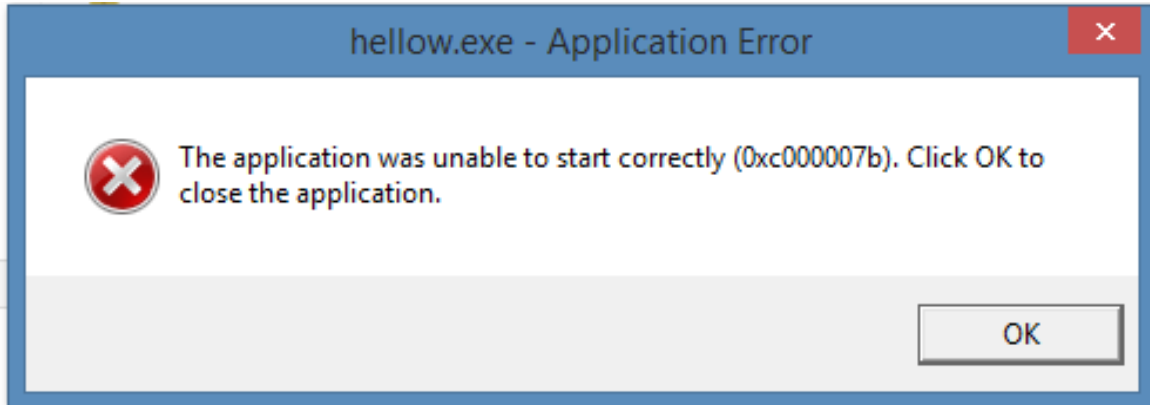 hellow.exe - Application Error
The application was unable to start correctly (0xc000007b). Click OK to
close the application.
OK